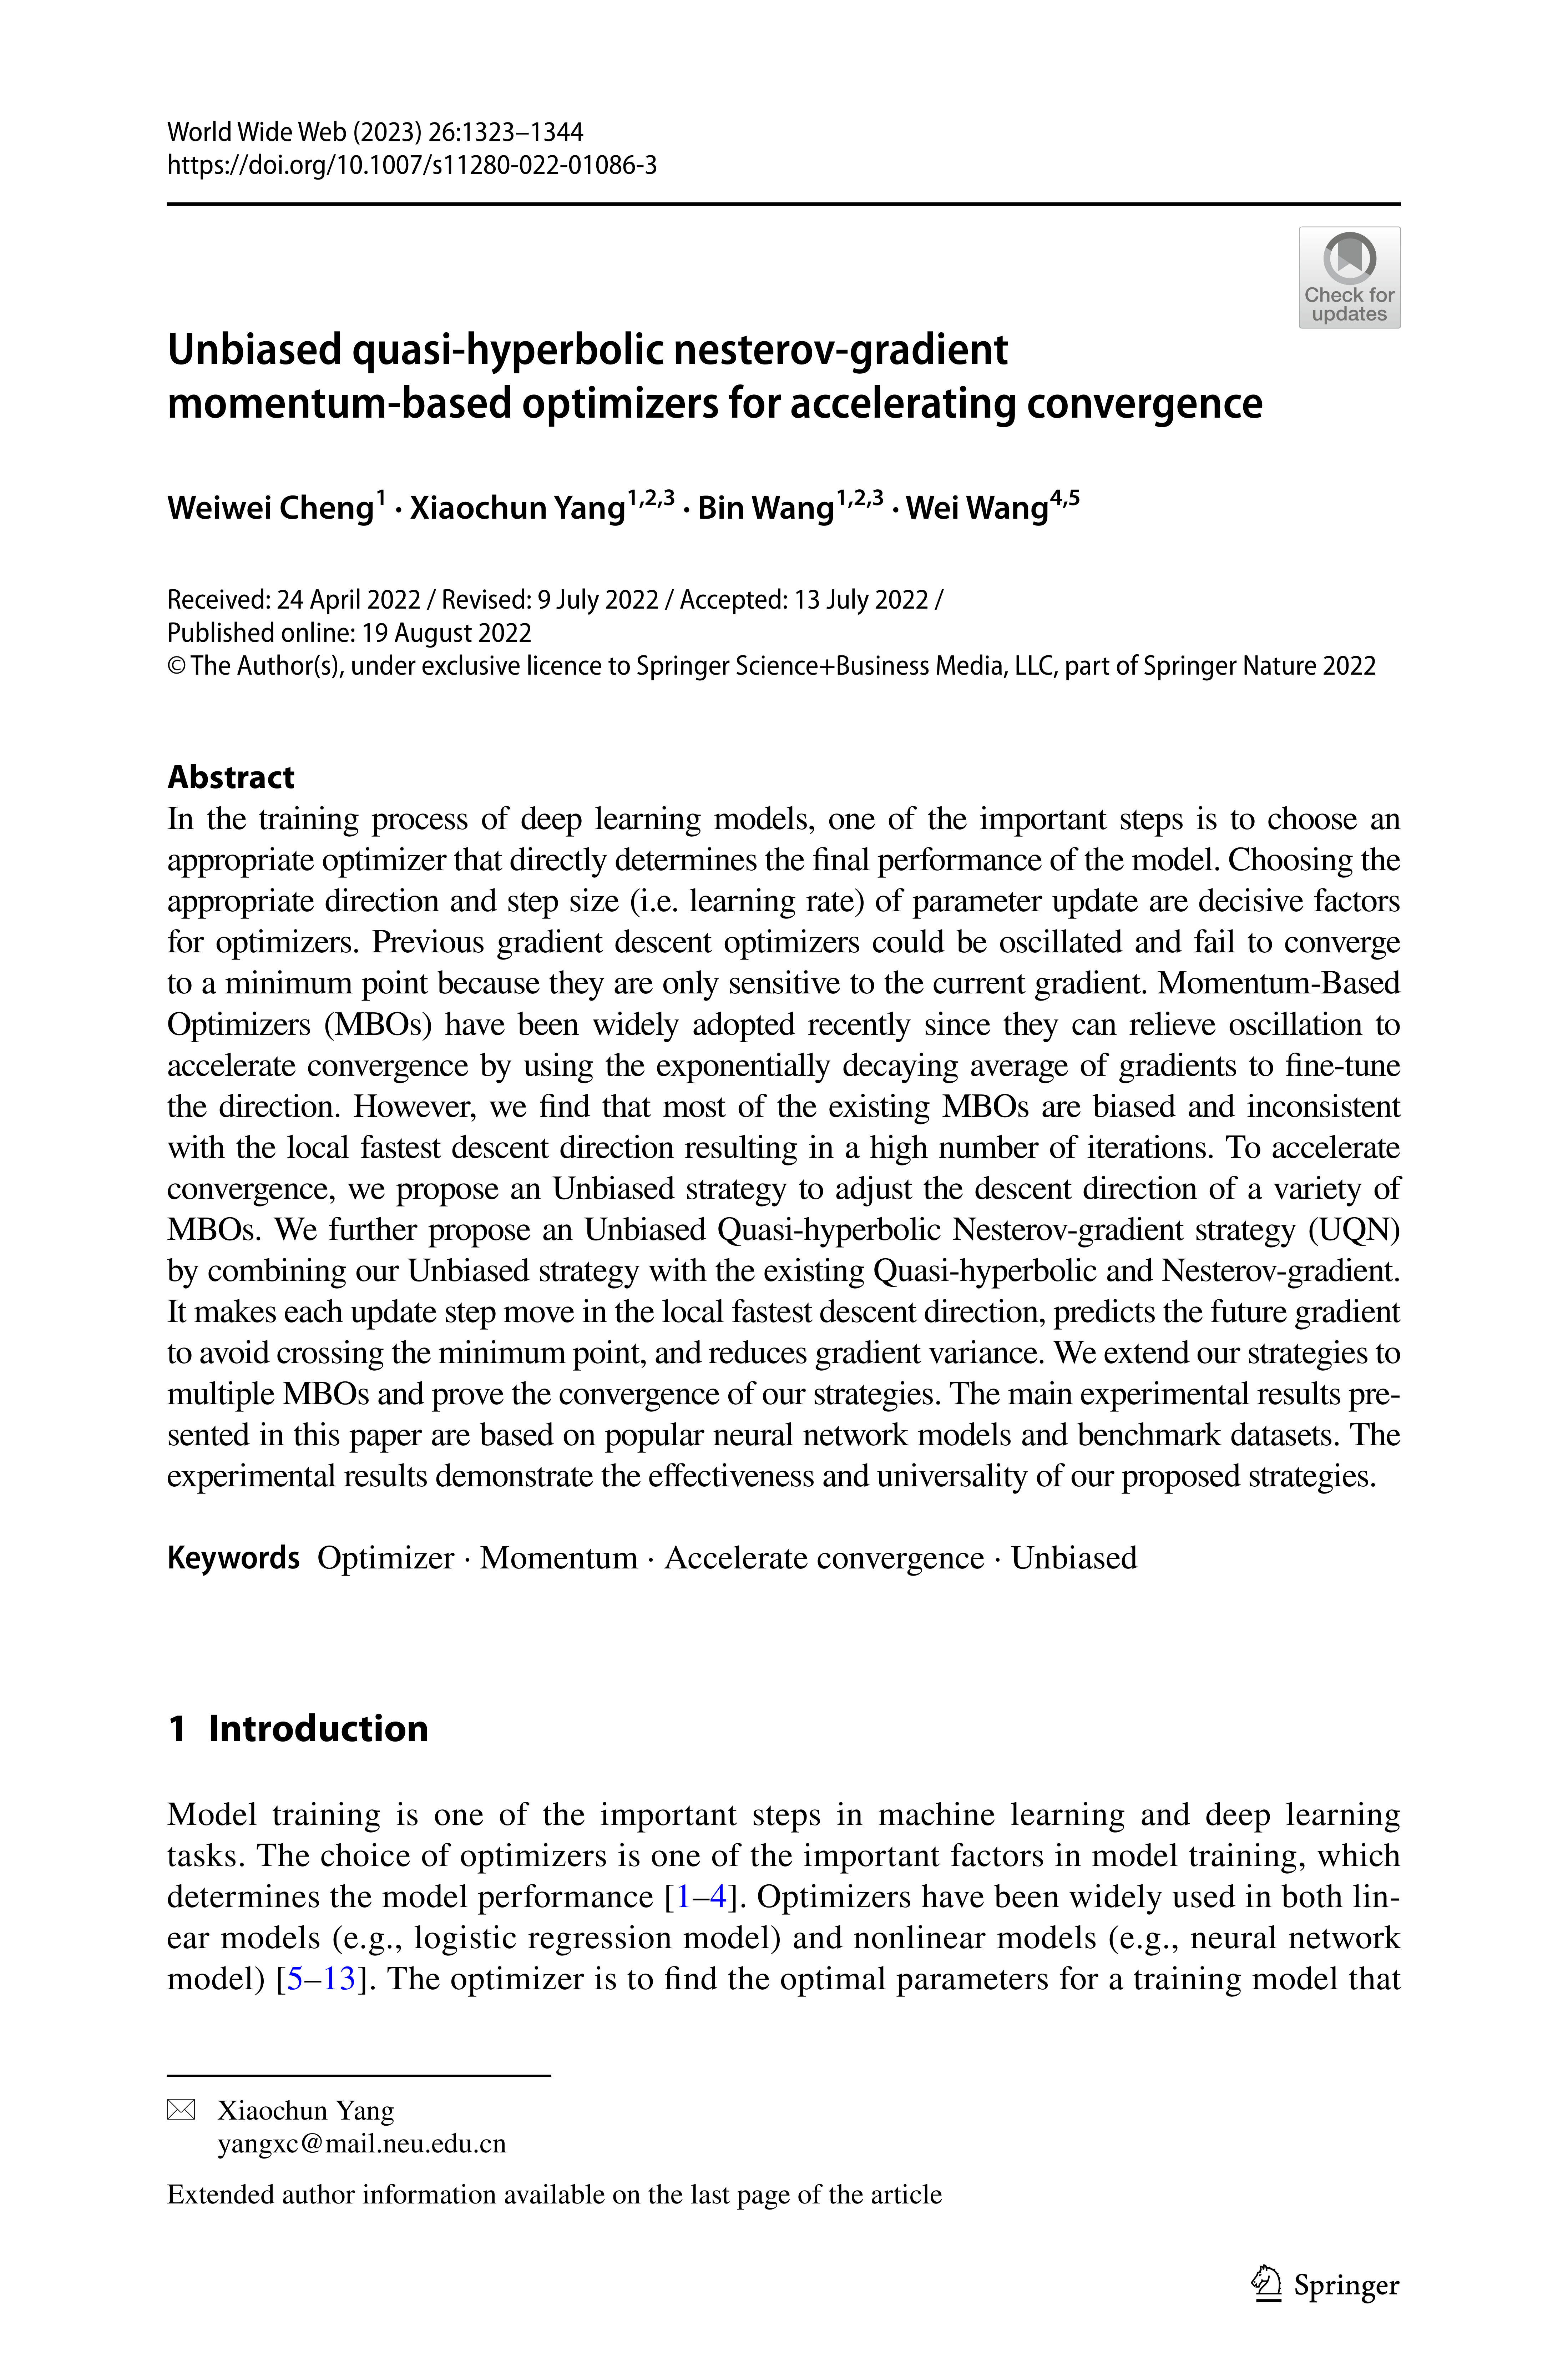 World Wide Web (2023) 26:1323–1344
https://doi.org/10.1007/s11280-022-01086-3
Check for
updates
Unbiased quasi-hyperbolic nesterov-gradient
momentum-based optimizers for accelerating convergence
Weiwei Cheng1 · Xiaochun Yang1,2,3 · Bin Wang1,2,3 · Wei Wang4,5
Received: 24 April 2022 / Revised: 9 July 2022 / Accepted: 13 July 2022 /
Published online: 19 August 2022
© The Author(s), under exclusive licence to Springer Science+Business Media, LLC, part of Springer Nature 2022
Abstract
In the training process of deep learning models, one of the important steps is to choose an
appropriate optimizer that directly determines the final performance of the model. Choosing the
appropriate direction and step size (i.e. learning rate) of parameter update are decisive factors
for optimizers. Previous gradient descent optimizers could be oscillated and fail to converge
to a minimum point because they are only sensitive to the current gradient. Momentum-Based
Optimizers (MBOs) have been widely adopted recently since they can relieve oscillation to
accelerate convergence by using the exponentially decaying average of gradients to fine-tune
the direction. However, we find that most of the existing MBOs are biased and inconsistent
with the local fastest descent direction resulting in a high number of iterations. To accelerate
convergence, we propose an Unbiased strategy to adjust the descent direction of a variety of
MBOs. We further propose an Unbiased Quasi-hyperbolic Nesterov-gradient strategy (UQN)
by combining our Unbiased strategy with the existing Quasi-hyperbolic and Nesterov-gradient.
It makes each update step move in the local fastest descent direction, predicts the future gradient
to avoid crossing the minimum point, and reduces gradient variance. We extend our strategies to
multiple MBOs and prove the convergence of our strategies. The main experimental results pre-
sented in this paper are based on popular neural network models and benchmark datasets. The
experimental results demonstrate the effectiveness and universality of our proposed strategies.
Keywords Optimizer · Momentum · Accelerate convergence · Unbiased
1 Introduction
Model training is one of the important steps in machine learning and deep learning
tasks. The choice of optimizers is one of the important factors in model training, which
determines the model performance [1–4]. Optimizers have been widely used in both lin-
ear models (e.g., logistic regression model) and nonlinear models (e.g., neural network
model) [5–13]. The optimizer is to find the optimal parameters for a training model that
Xiaochun Yang
yangxc@mail.neu.edu.cn
Extended author information available on the last page of the article
Springer